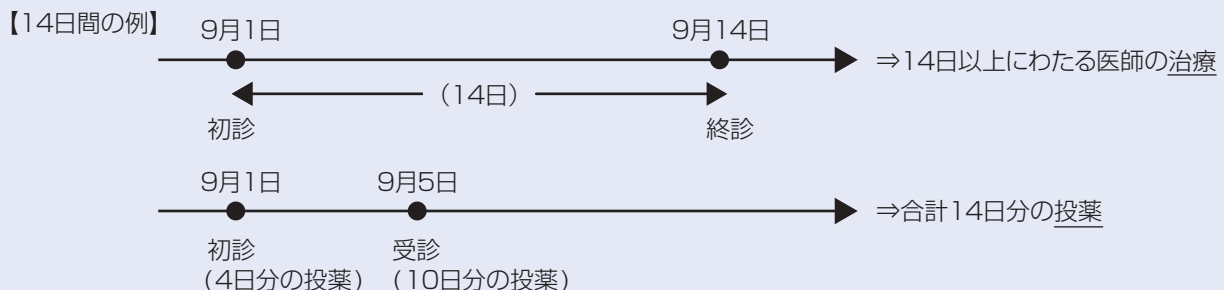 【14日間の例】
9月1日 9月14日
⇒14日以上にわたる医師の治療
(14日)
初診 終診
9月1日 9月5日
⇒合計14日分の投薬
初診 受診
(4日分の投薬) (10日分の投薬)